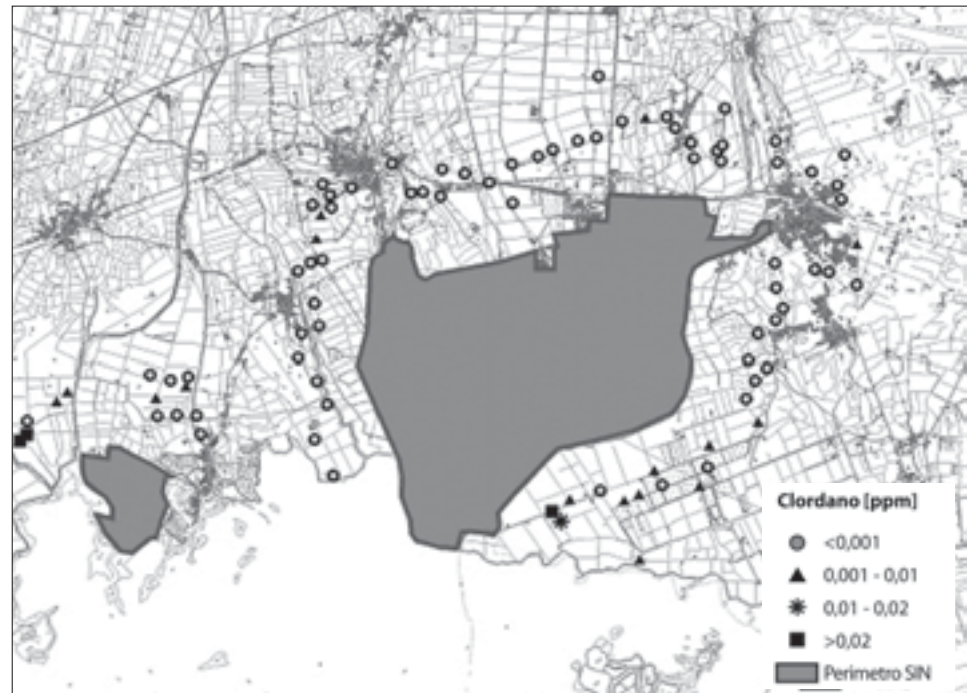 Clordano [ppm]
<0,001
0,001 - 0,01
0,01 - 0,02
>0,02
Perimetro SIN